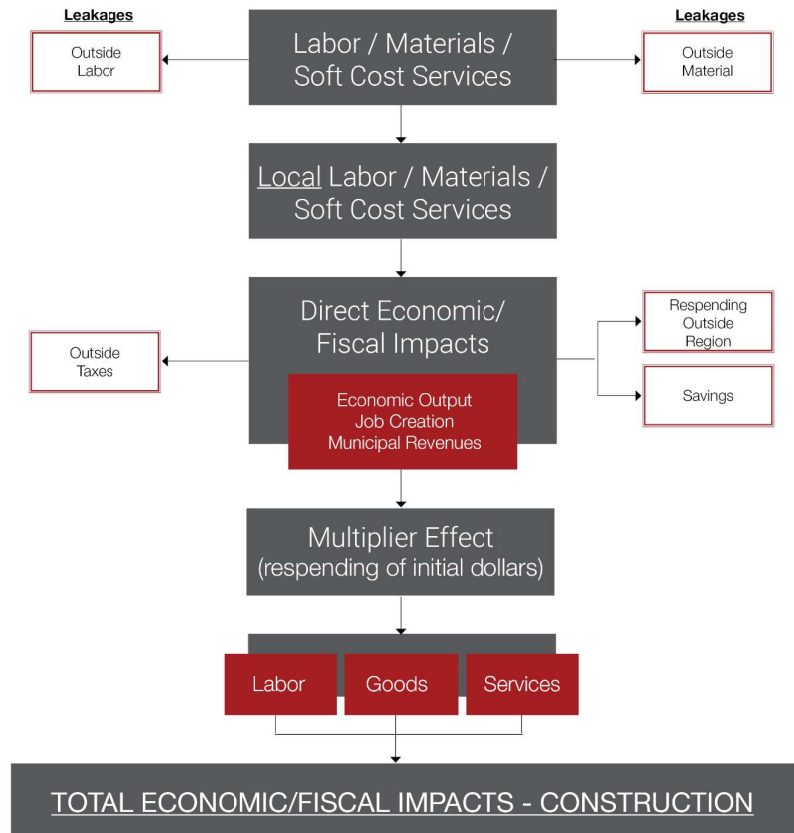 Leakages
Leakages
Outside
Labor
Labor / Materials /
Soft Cost Services
Outside
Material
Local Labor / Materials /
Soft Cost Services
Direct Economic/
Fiscal Impacts
Outside
Taxes
Respending
Outside
Region
Savings
Economic Output
Job Creation
Municipal Revenues
Multiplier Effect
(respending of initial dollars)
Labor
Goods
Services
TOTAL ECONOMIC/FISCAL IMPACTS - CONSTRUCTION